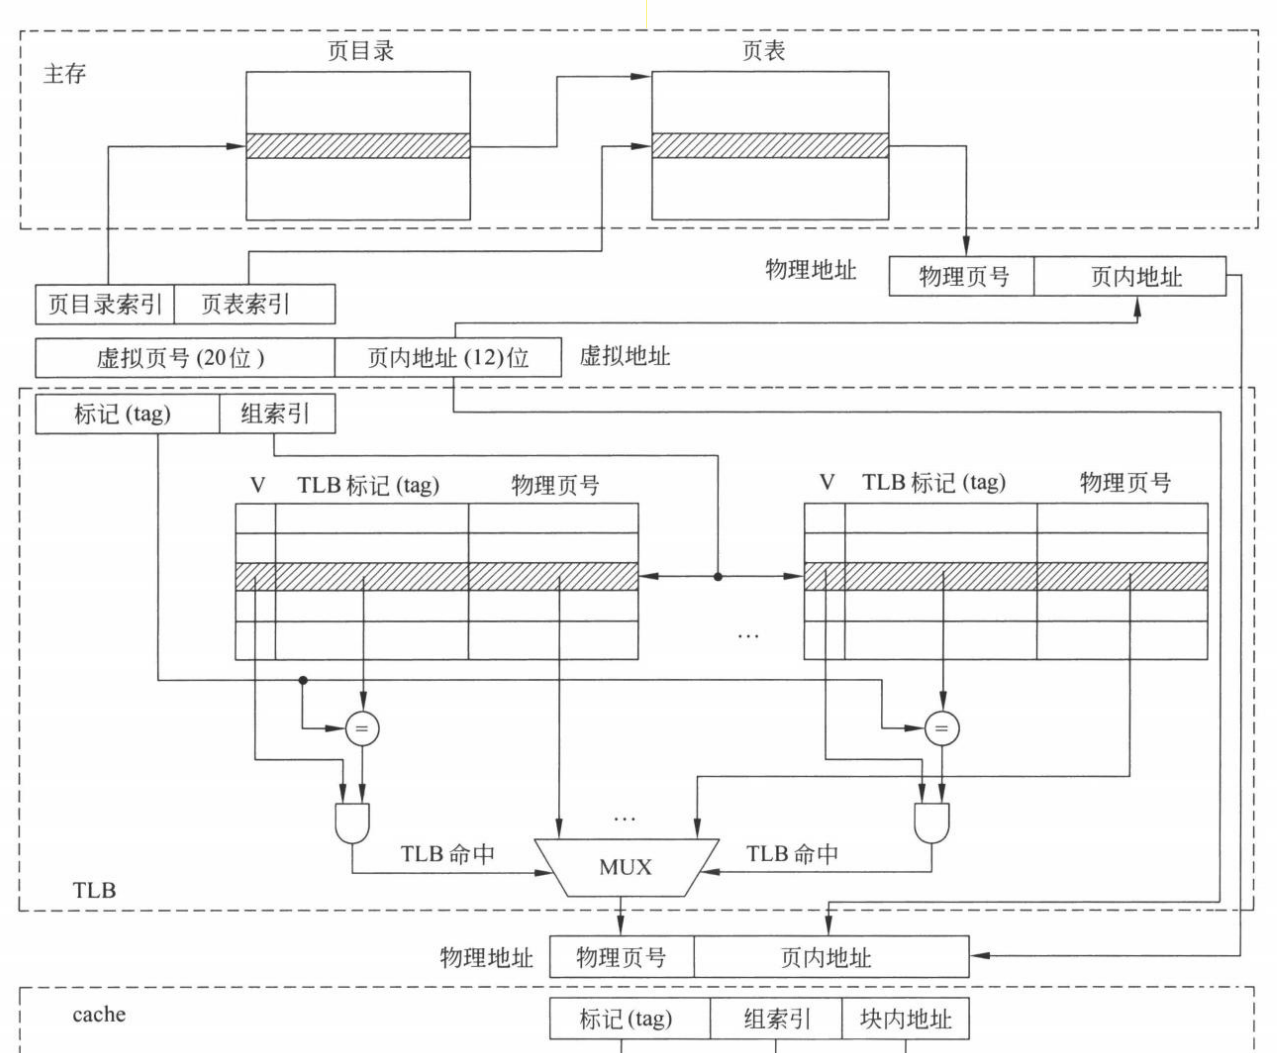 页目录
页表
主存
物理地址
物理页号
页内地址
页目录索引
页表索引
虚拟页号 (20位 )
页内地址 (12)位
虚拟地址
标记 (tag)
组索引
V
TLB 标记 (tag)
物理页号
V
TLB 标记 (tag)
物理页号
…
=
=
…
TLB 命中
MUX
TLB 命中
TLB
物理地址
物理页号
页内地址
cache
标记 (tag)
组索引
块内地址